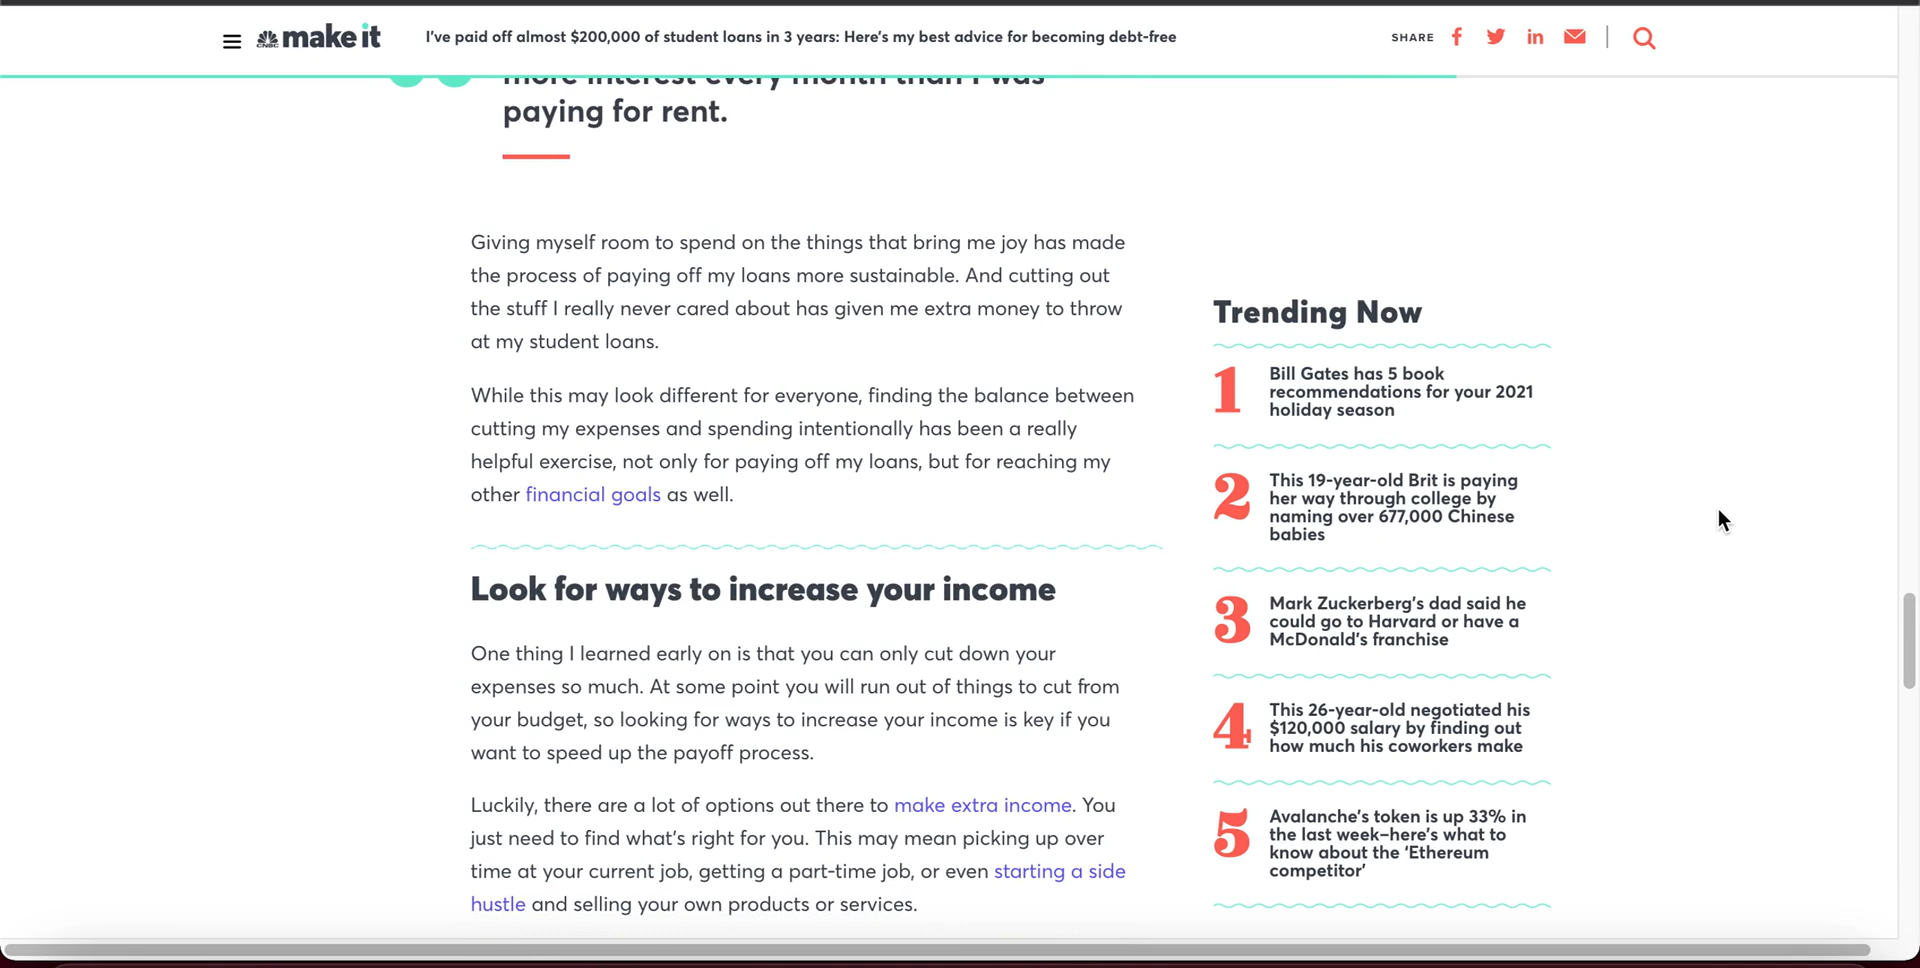 CNBC make it
I've paid off almost $200,000 of student loans in 3 years: Here's my best advice for becoming debt-free
SHARE
more interest every month than I was
paying for rent.
Giving myself room to spend on the things that bring me joy has made
the process of paying off my loans more sustainable. And cutting out
the stuff I really never cared about has given me extra money to throw
at my student loans.
While this may look different for everyone, finding the balance between
cutting my expenses and spending intentionally has been a really
helpful exercise, not only for paying off my loans, but for reaching my
other financial goals as well.
Look for ways to increase your income
One thing I learned early on is that you can only cut down your
expenses so much. At some point you will run out of things to cut from
your budget, so looking for ways to increase your income is key if you
want to speed up the payoff process.
Luckily, there are a lot of options out there to make extra income. You
just need to find what's right for you. This may mean picking up over
time at your current job, getting a part-time job, or even starting a side
hustle and selling your own products or services.
Trending Now
1
Bill Gates has 5 book
recommendations for your 2021
holiday season
2
This 19-year-old Brit is paying
her way through college by
naming over 677,000 Chinese
babies
3
Mark Zuckerberg's dad said he
could go to Harvard or have a
McDonald's franchise
4
This 26-year-old negotiated his
$120,000 salary by finding out
how much his coworkers make
5
Avalanche's token is up 33% in
the last week–here's what to
know about the 'Ethereum
competitor'